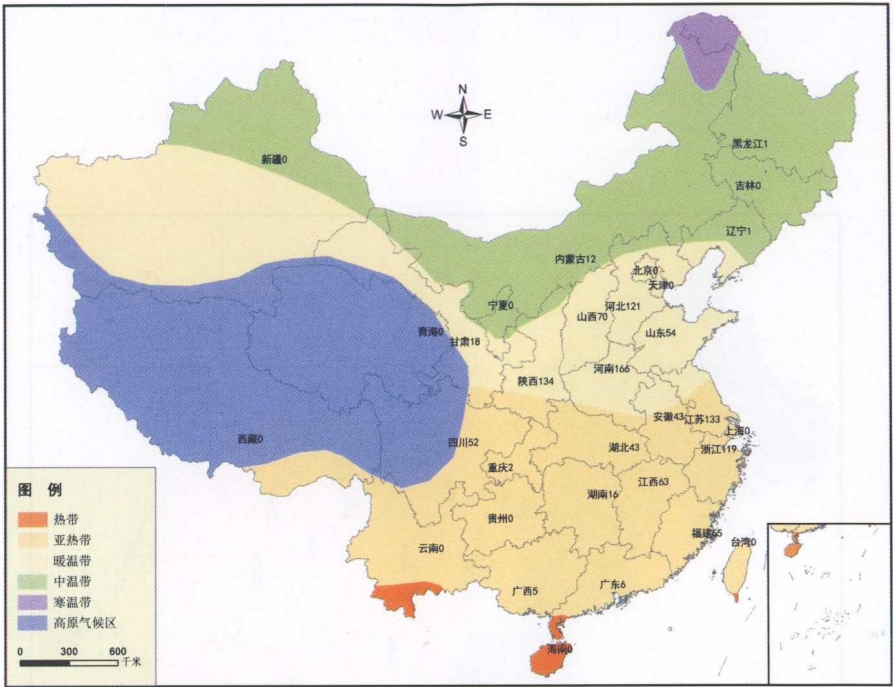 N
W E
S
新疆0
黑龙江1
吉林0
辽宁1
内蒙古12
北京0
天津0
宁夏0
河北121
山西70
青海0
甘肃18
山东54
河南166
陕西134
安徽43
江苏133
上海0
西藏0
四川52
湖北43
浙江119
重庆2
江西63
湖南16
贵州0
福建65
台湾0
云南0
广西5
广东6
海南0
图 例
热带
亚热带
暖温带
中温带
寒温带
高原气候区
0 300 600
千米